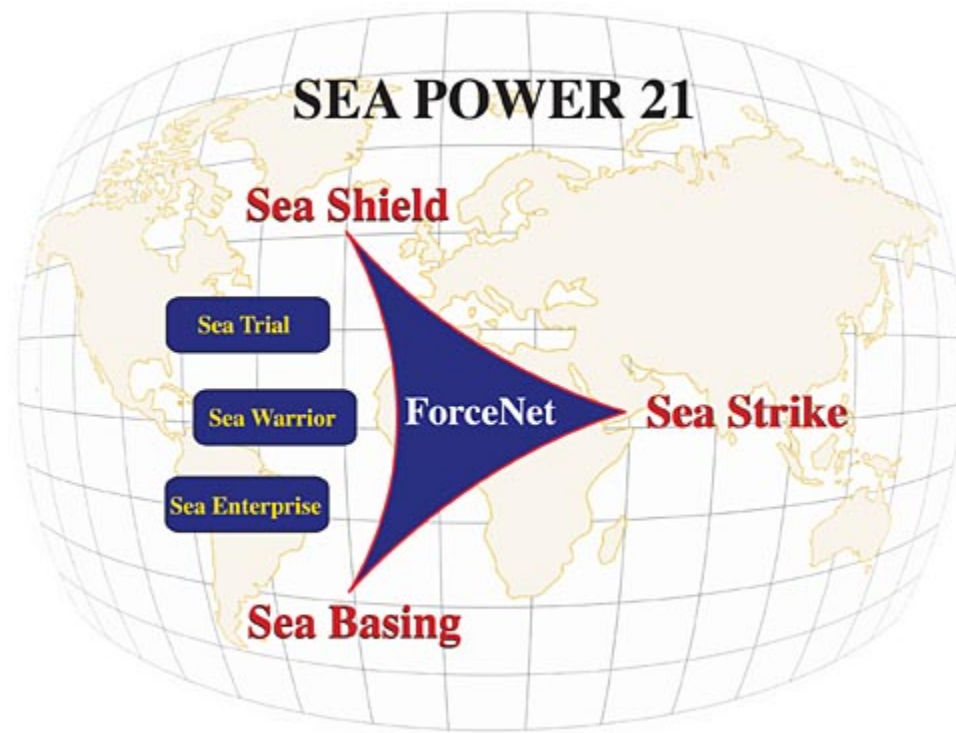 SEA POWER 21
Sea Shield
Sea Trial
Sea Warrior
ForceNet
Sea Strike
Sea Enterprise
Sea Basing